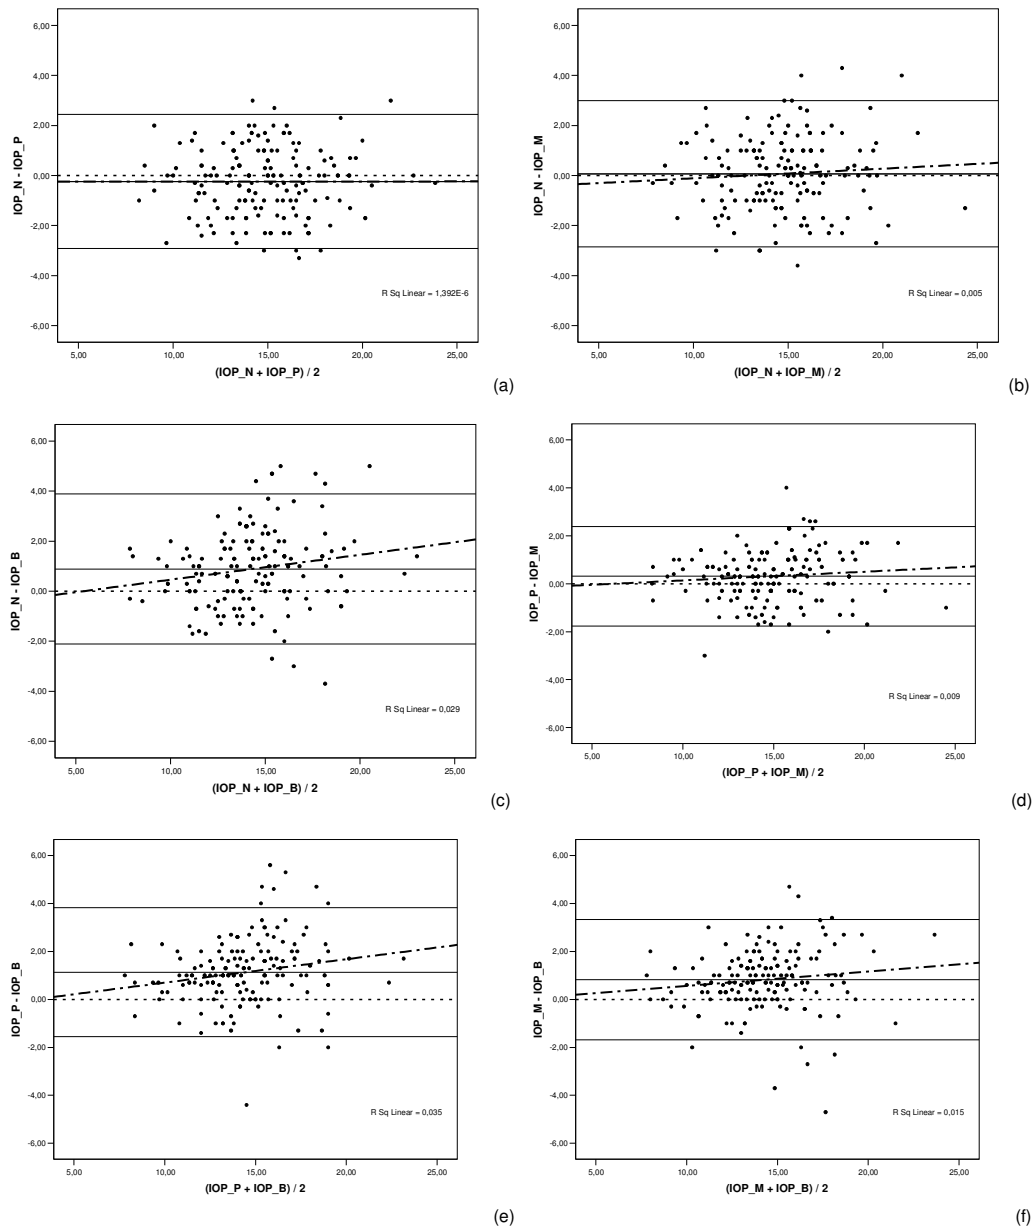 6,00
4,00
2,00
0,00
-2,00
-4,00
-6,00
IOP_N - IOP_P
R Sq Linear = 1,392E-6
5,00 10,00 15,00 20,00 25,00
(IOP_N + IOP_P) / 2
(a)
6,00
4,00
2,00
0,00
-2,00
-4,00
-6,00
IOP_N - IOP_M
R Sq Linear = 0,005
5,00 10,00 15,00 20,00 25,00
(IOP_N + IOP_M) / 2
(b)
6,00
4,00
2,00
0,00
-2,00
-4,00
-6,00
IOP_N - IOP_B
R Sq Linear = 0,029
5,00 10,00 15,00 20,00 25,00
(IOP_N + IOP_B) / 2
(c)
6,00
4,00
2,00
0,00
-2,00
-4,00
-6,00
IOP_P - IOP_M
R Sq Linear = 0,009
5,00 10,00 15,00 20,00 25,00
(IOP_P + IOP_M) / 2
(d)
6,00
4,00
2,00
0,00
-2,00
-4,00
-6,00
IOP_P - IOP_B
R Sq Linear = 0,035
5,00 10,00 15,00 20,00 25,00
(IOP_P + IOP_B) / 2
(e)
6,00
4,00
2,00
0,00
-2,00
-4,00
-6,00
IOP_M - IOP_B
R Sq Linear = 0,015
5,00 10,00 15,00 20,00 25,00
(IOP_M + IOP_B) / 2
(f)